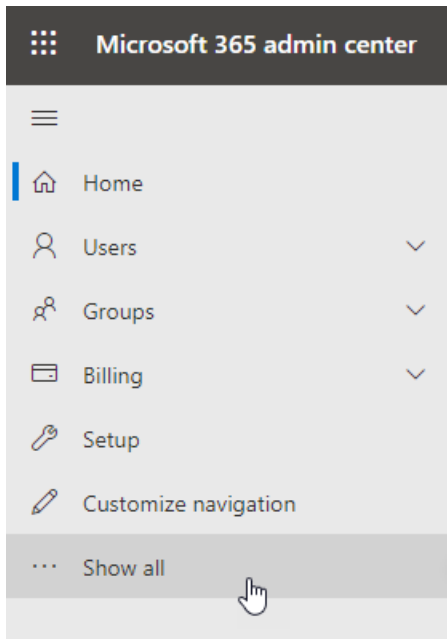 Microsoft 365 admin center
Home
Users
Groups
Billing
Setup
Customize navigation
Show all